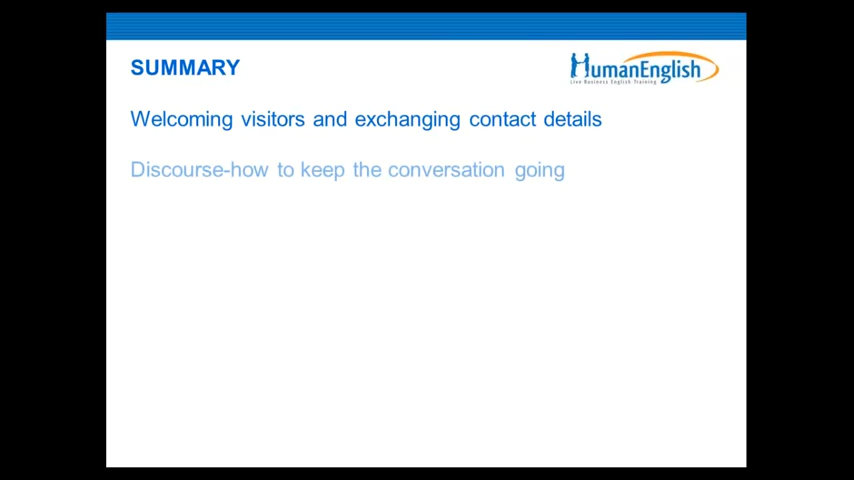 SUMMARY
HumanEnglish
Live Business English Training
Welcoming visitors and exchanging contact details
Discourse-how to keep the conversation going